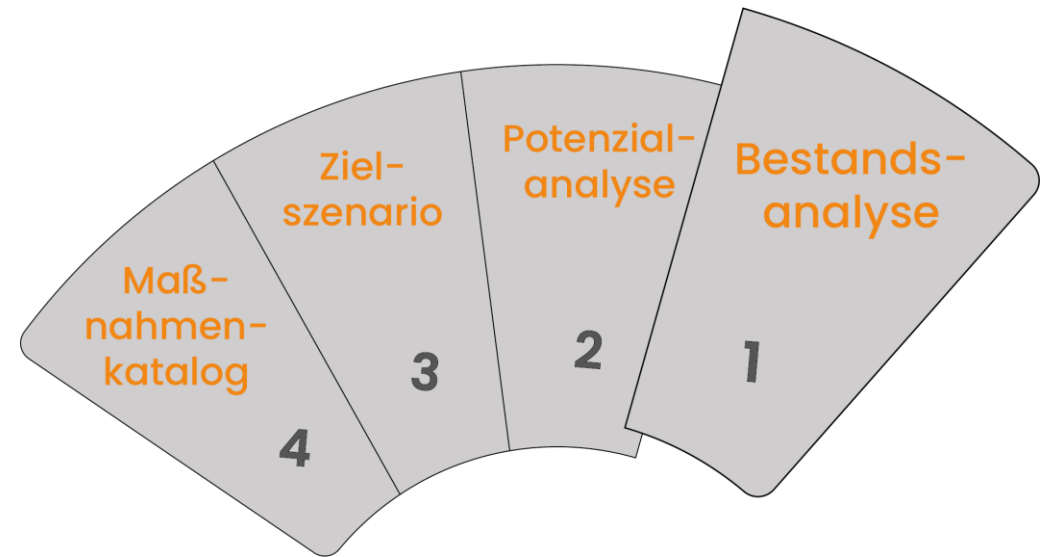 Maß-
nahmen-
katalog
4
Ziel-
szenario
3
Potenzial-
analyse
2
Bestands-
analyse
1